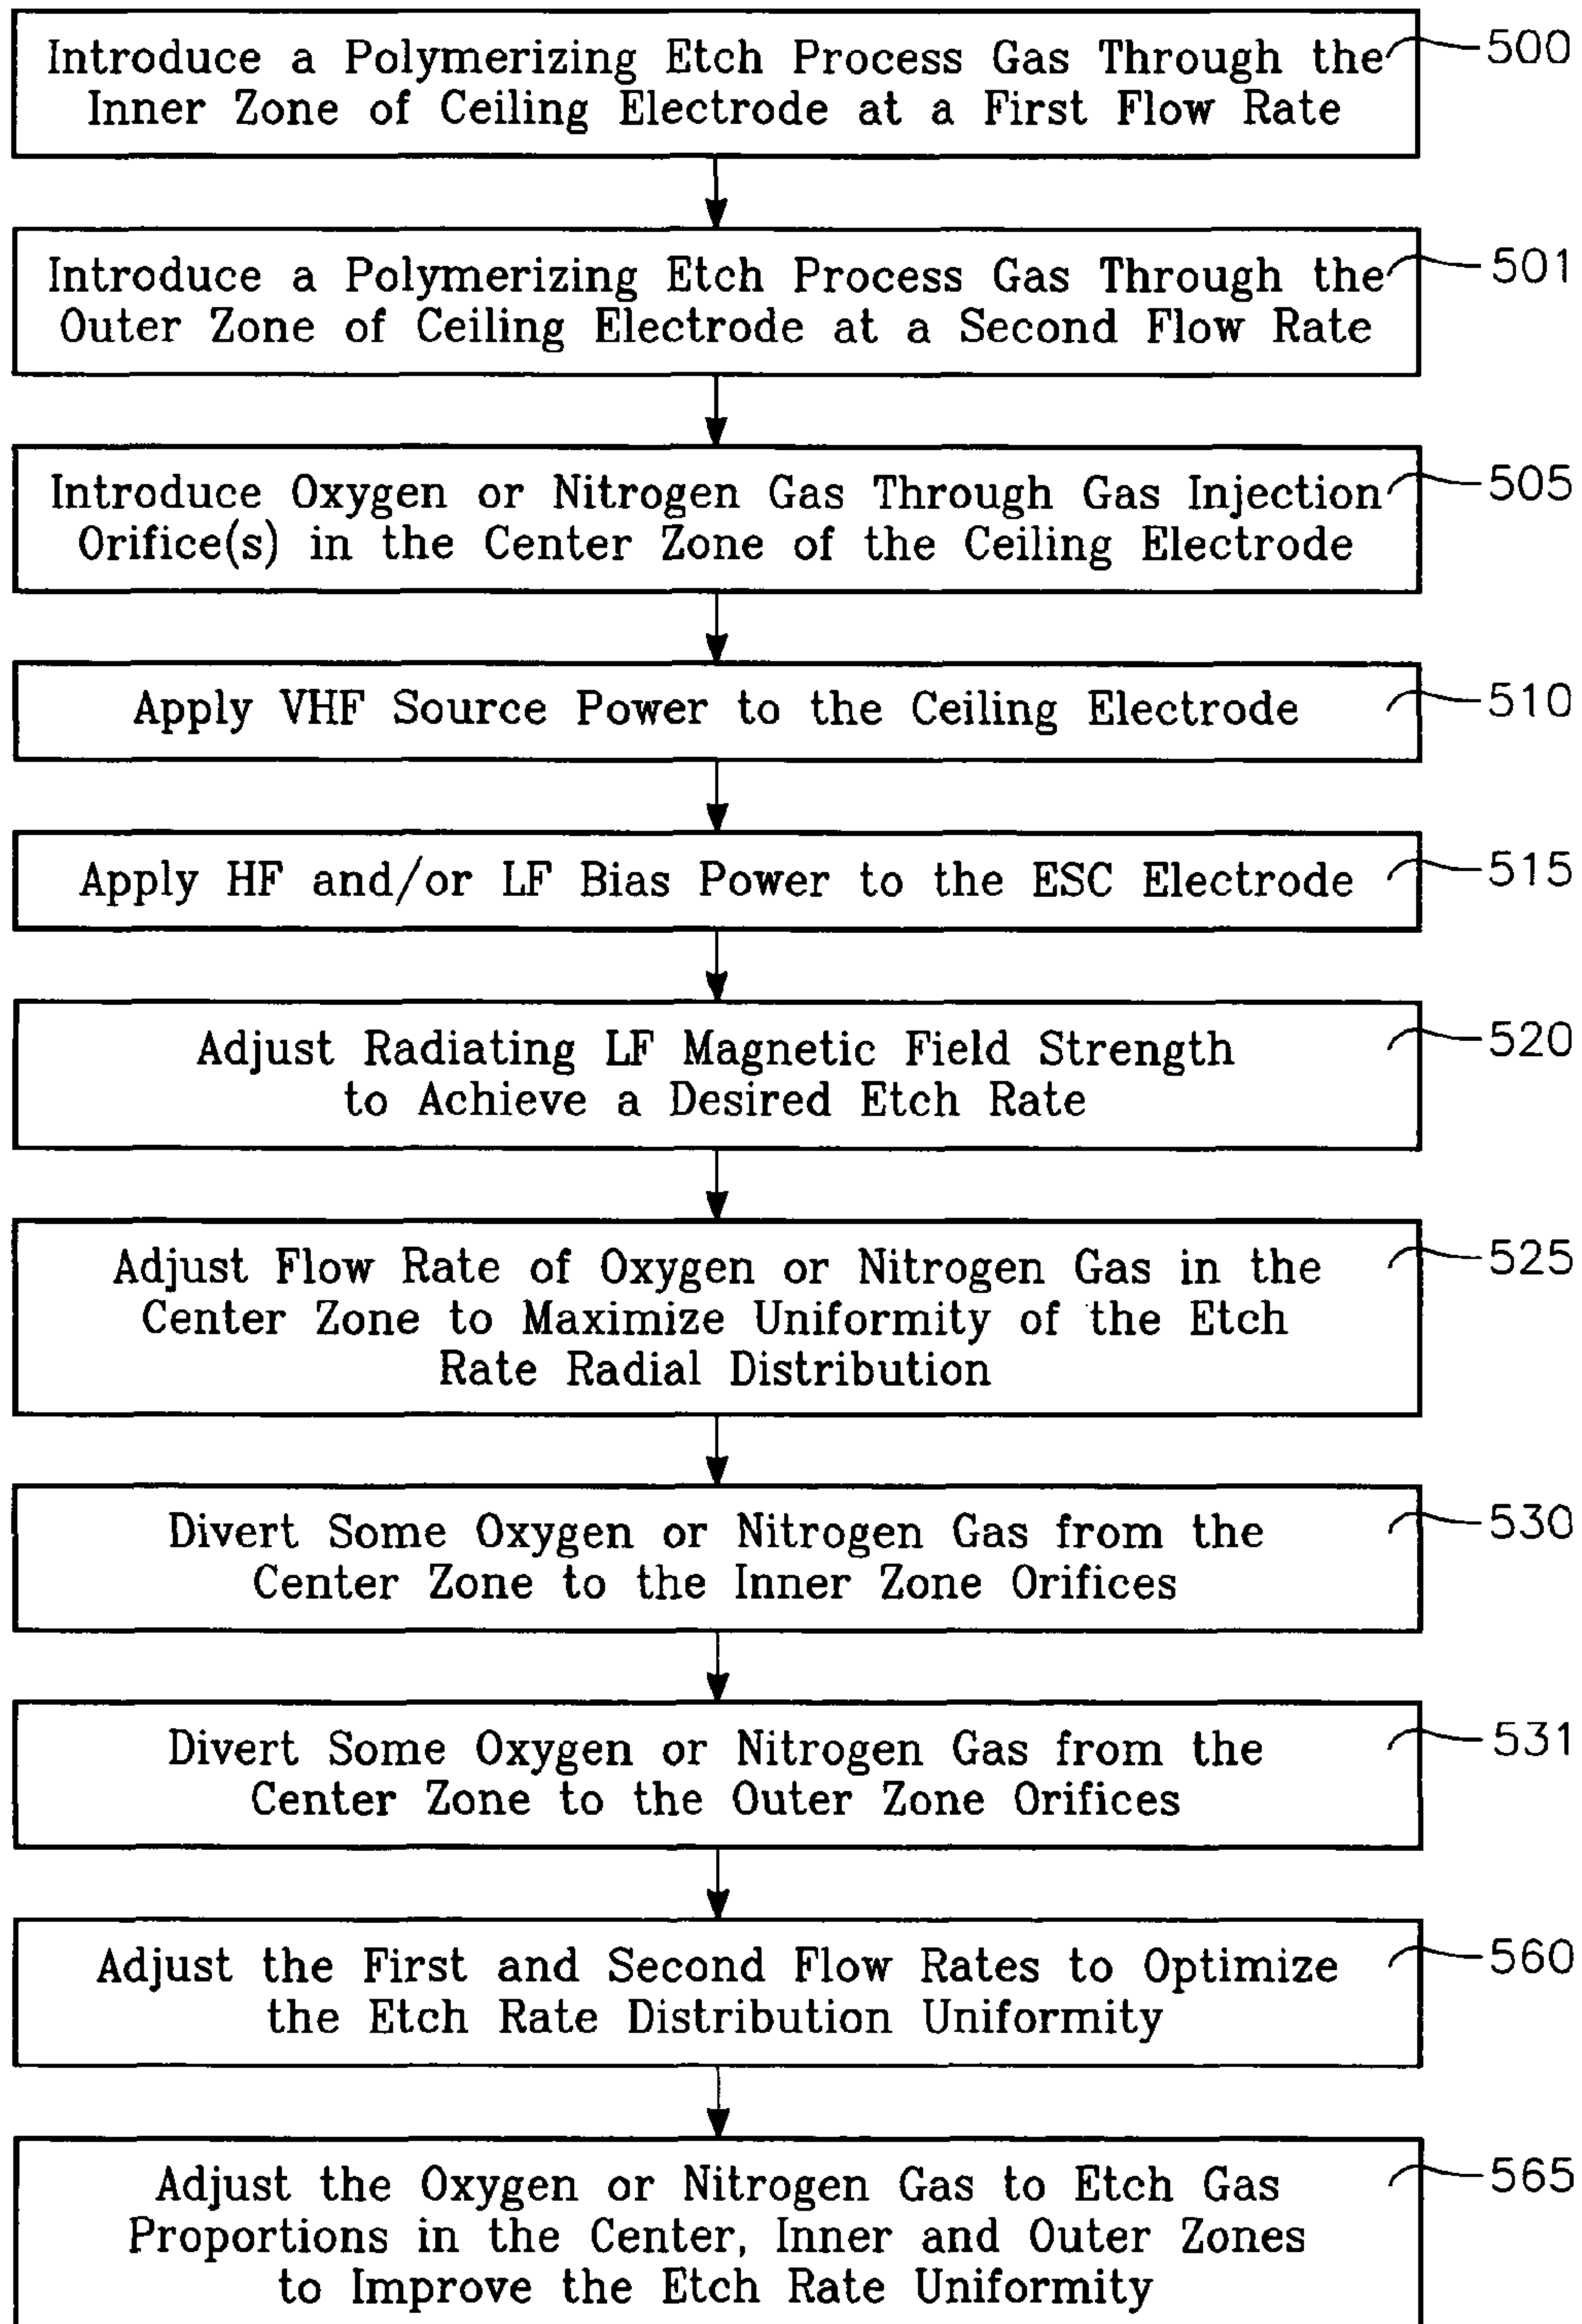 Introduce a Polymerizing Etch Process Gas Through the
Inner Zone of Ceiling Electrode at a First Flow Rate
500
Introduce a Polymerizing Etch Process Gas Through the
Outer Zone of Ceiling Electrode at a Second Flow Rate
501
Introduce Oxygen or Nitrogen Gas Through Gas Injection
Orifice(s) in the Center Zone of the Ceiling Electrode
505
Apply VHF Source Power to the Ceiling Electrode
510
Apply HF and/or LF Bias Power to the ESC Electrode
515
Adjust Radiating LF Magnetic Field Strength
to Achieve a Desired Etch Rate
520
Adjust Flow Rate of Oxygen or Nitrogen Gas in the
Center Zone to Maximize Uniformity of the Etch
Rate Radial Distribution
525
Divert Some Oxygen or Nitrogen Gas from the
Center Zone to the Inner Zone Orifices
530
Divert Some Oxygen or Nitrogen Gas from the
Center Zone to the Outer Zone Orifices
531
Adjust the First and Second Flow Rates to Optimize
the Etch Rate Distribution Uniformity
560
Adjust the Oxygen or Nitrogen Gas to Etch Gas
Proportions in the Center, Inner and Outer Zones
to Improve the Etch Rate Uniformity
565